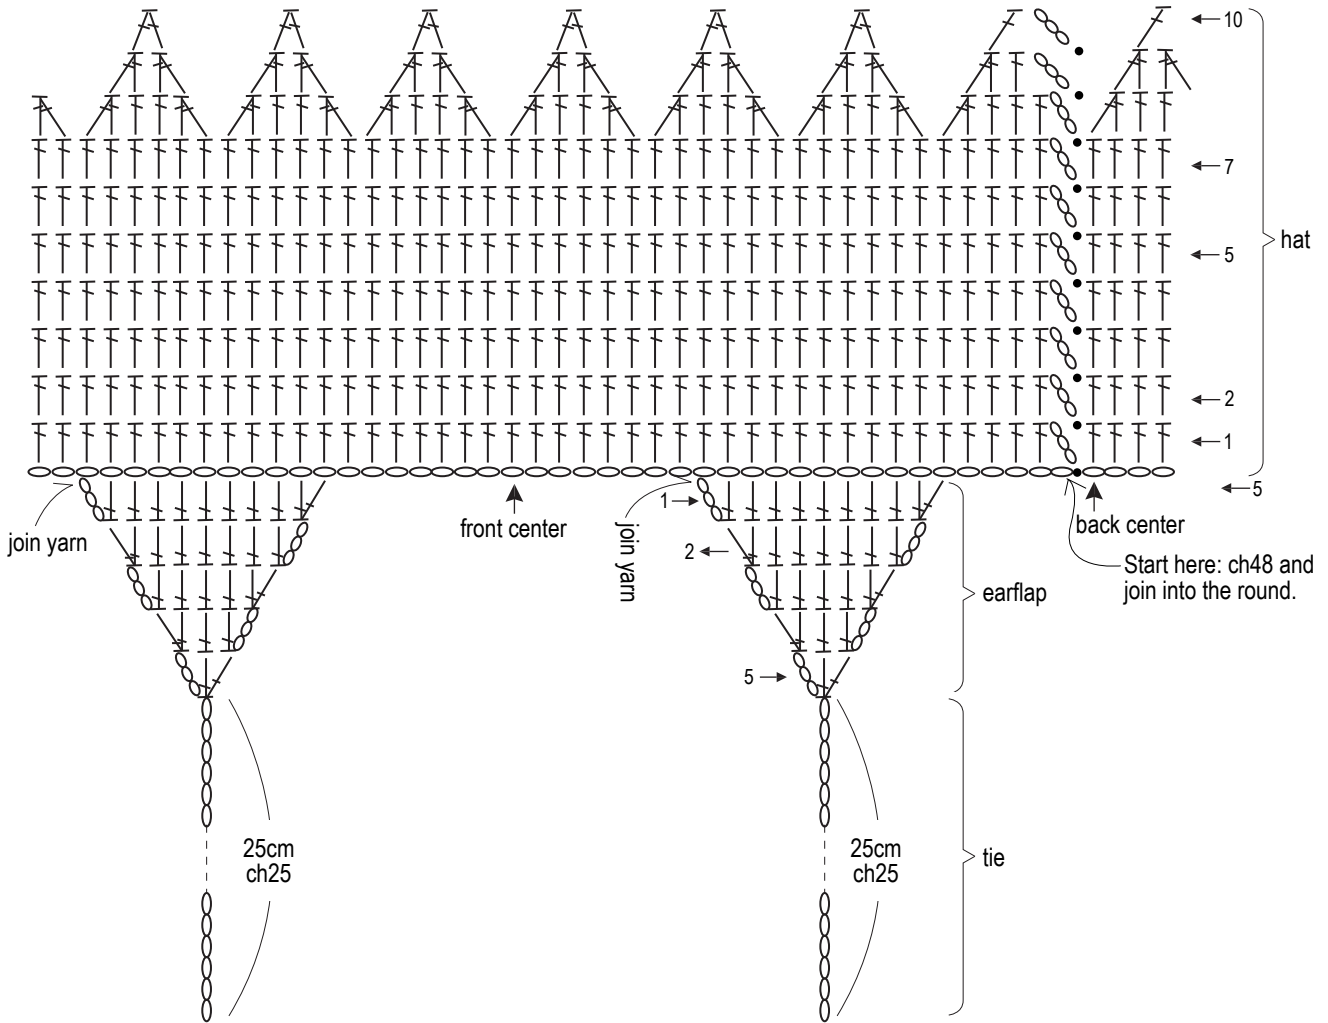 ←10
←7
←5
hat
←2
←1
←5
join yarn
front center
join yarn
1→
2←
back center
Start here: ch48 and
join into the round.
earflap
5→
25cm
ch25
25cm
ch25
tie